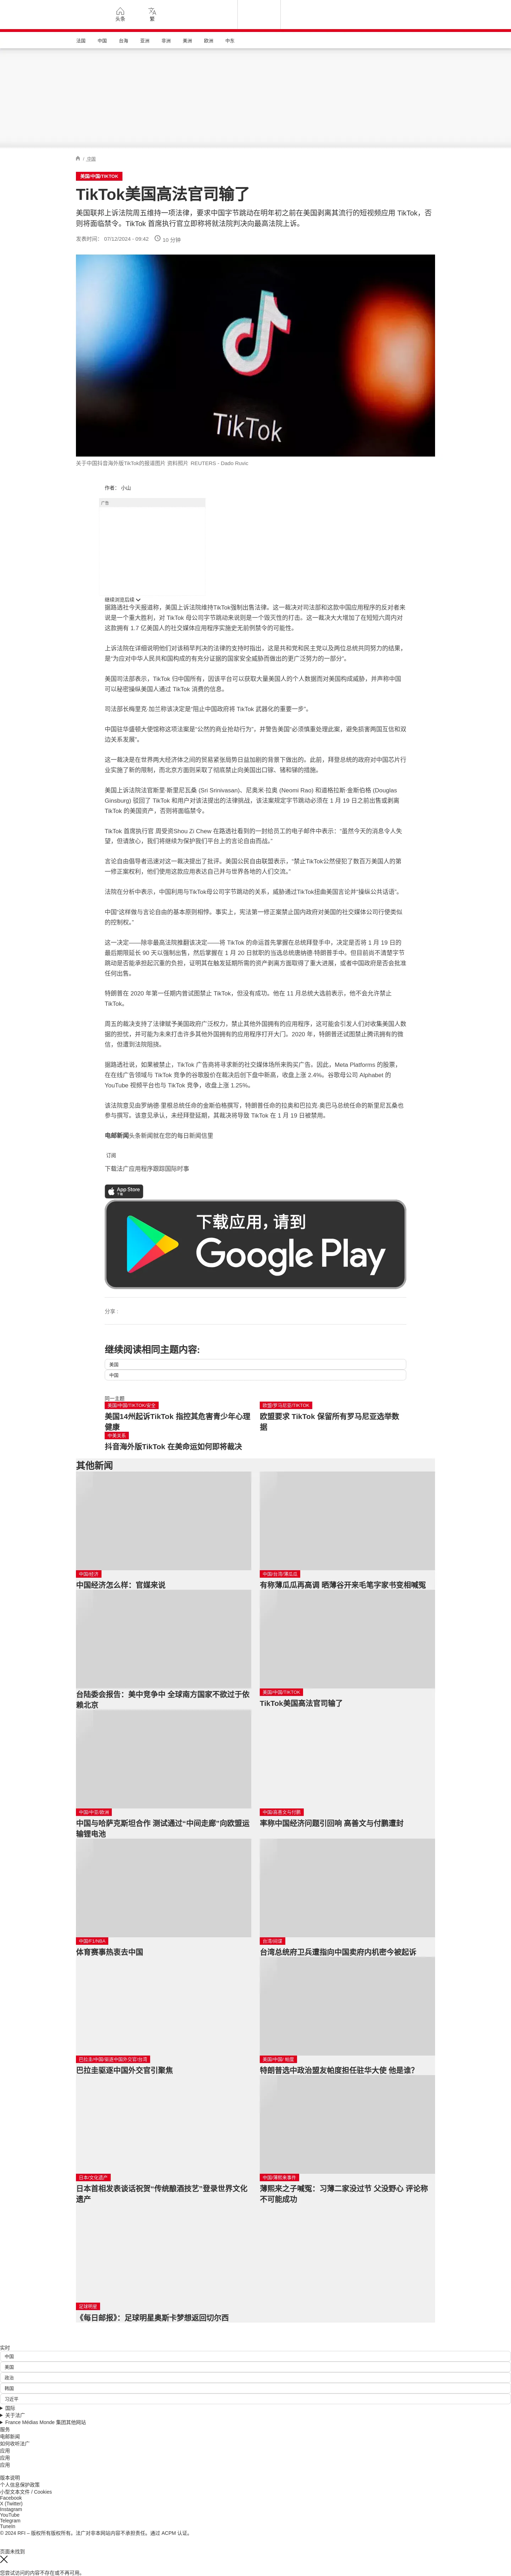 头条
繁
法国
中国
台海
亚洲
非洲
美洲
欧洲
中东
/ 中国
美国/中国/TIKTOK
TikTok美国高法官司输了
美国联邦上诉法院周五维持一项法律，要求中国字节跳动在明年初之前在美国剥离其流行的短视频应用 TikTok，否则将面临禁令。TikTok 首席执行官立即称将就法院判决向最高法院上诉。
发表时间： 07/12/2024 - 09:42
10 分钟
TikTok
关于中国抖音海外版TikTok的报道图片 资料照片 REUTERS - Dado Ruvic
作者： 小山
广告
继续浏览后续
据路透社今天报道称，美国上诉法院维持TikTok强制出售法律。这一裁决对司法部和这款中国应用程序的反对者来说是一个重大胜利，对 TikTok 母公司字节跳动来说则是一个毁灭性的打击。这一裁决大大增加了在短短六周内对这款拥有 1.7 亿美国人的社交媒体应用程序实施史无前例禁令的可能性。
上诉法院在详细说明他们对该稍早判决的法律的支持时指出，这是共和党和民主党以及两位总统共同努力的结果，是“为应对中华人民共和国构成的有充分证据的国家安全威胁而做出的更广泛努力的一部分”。
美国司法部表示，TikTok 归中国所有，因该平台可以获取大量美国人的个人数据而对美国构成威胁，并声称中国可以秘密操纵美国人通过 TikTok 消费的信息。
司法部长梅里克·加兰称该决定是“阻止中国政府将 TikTok 武器化的重要一步”。
中国驻华盛顿大使馆称这项法案是“公然的商业抢劫行为”，并警告美国“必须慎重处理此案，避免损害两国互信和双边关系发展”。
这一裁决是在世界两大经济体之间的贸易紧张局势日益加剧的背景下做出的。此前，拜登总统的政府对中国芯片行业实施了新的限制，而北京方面则采取了彻底禁止向美国出口镓、锗和锑的措施。
美国上诉法院法官斯里·斯里尼瓦桑 (Sri Srinivasan)、尼奥米·拉奥 (Neomi Rao) 和道格拉斯·金斯伯格 (Douglas Ginsburg) 驳回了 TikTok 和用户对该法提出的法律挑战，该法案规定字节跳动必须在 1 月 19 日之前出售或剥离 TikTok 的美国资产，否则将面临禁令。
TikTok 首席执行官 周受资Shou Zi Chew 在路透社看到的一封给员工的电子邮件中表示：“虽然今天的消息令人失望，但请放心，我们将继续为保护我们平台上的言论自由而战。”
言论自由倡导者迅速对这一裁决提出了批评。美国公民自由联盟表示，“禁止TikTok公然侵犯了数百万美国人的第一修正案权利，他们使用这款应用表达自己并与世界各地的人们交流。”
法院在分析中表示，中国利用与TikTok母公司字节跳动的关系，威胁通过TikTok扭曲美国言论并“操纵公共话语”。
中国“这样做与言论自由的基本原则相悖。事实上，宪法第一修正案禁止国内政府对美国的社交媒体公司行使类似的控制权。”
这一决定——除非最高法院推翻该决定——将 TikTok 的命运首先掌握在总统拜登手中，决定是否将 1 月 19 日的最后期限延长 90 天以强制出售，然后掌握在 1 月 20 日就职的当选总统唐纳德·特朗普手中。但目前尚不清楚字节跳动是否能承担起沉重的负担，证明其在触发延期所需的资产剥离方面取得了重大进展，或者中国政府是否会批准任何出售。
特朗普在 2020 年第一任期内曾试图禁止 TikTok，但没有成功。他在 11 月总统大选前表示，他不会允许禁止 TikTok。
周五的裁决支持了法律赋予美国政府广泛权力，禁止其他外国拥有的应用程序，这可能会引发人们对收集美国人数据的担忧，并可能为未来打击许多其他外国拥有的应用程序打开大门。2020 年，特朗普还试图禁止腾讯拥有的微信，但遭到法院阻挠。
据路透社说，如果被禁止，TikTok 广告商将寻求新的社交媒体场所来购买广告。因此，Meta Platforms 的股票，在在线广告领域与 TikTok 竞争的谷歌股价在裁决后创下盘中新高，收盘上涨 2.4%。谷歌母公司 Alphabet 的 YouTube 视频平台也与 TikTok 竞争，收盘上涨 1.25%。
该法院意见由罗纳德·里根总统任命的金斯伯格撰写，特朗普任命的拉奥和巴拉克·奥巴马总统任命的斯里尼瓦桑也参与撰写。该意见承认，未经拜登延期，其裁决将导致 TikTok 在 1 月 19 日被禁用。
电邮新闻头条新闻就在您的每日新闻信里
订阅
下载法广应用程序跟踪国际时事
App Store
下载
下载应用，请到
Google Play
分享 :
继续阅读相同主题内容:
美国
中国
同一主题
美国/中国/TIKTOK/安全
美国14州起诉TikTok 指控其危害青少年心理健康
欧盟/罗马尼亚/TIKTOK
欧盟要求 TikTok 保留所有罗马尼亚选举数据
中美关系
抖音海外版TikTok 在美命运如何即将裁决
其他新闻
中国/经济
中国经济怎么样：官媒来说
中国/台湾/薄瓜瓜
有称薄瓜瓜再高调 晒薄谷开来毛笔字家书变相喊冤
台陆委会报告：美中竞争中 全球南方国家不欲过于依赖北京
美国/中国/TIKTOK
TikTok美国高法官司输了
中国/中亚/欧洲
中国与哈萨克斯坦合作 测试通过“中间走廊”向欧盟运输锂电池
中国/高善文与付鹏
率称中国经济问题引回响 高善文与付鹏遭封
中国/F1/NBA
体育赛事热衷去中国
台湾/间谍
台湾总统府卫兵遭指向中国卖府内机密今被起诉
巴拉圭/中国/驱逐中国外交官/台湾
巴拉圭驱逐中国外交官引聚焦
美国/中国/ 帕塞
特朗普选中政治盟友帕度担任驻华大使 他是谁?
日本/文化遗产
日本首相发表谈话祝贺“传统酿酒技艺”登录世界文化遗产
中国/薄熙来事件
薄熙来之子喊冤：习薄二家没过节 父没野心 评论称不可能成功
足球明星
《每日邮报》：足球明星奥斯卡梦想返回切尔西
实时
中国
美国
政治
韩国
习近平
国际
关于法广
France Médias Monde 集团其他网站
服务
电邮新闻
如何收听法广
应用
应用
应用
版本说明
个人信息保护政策
小型文本文件 / Cookies
Facebook
X (Twitter)
Instagram
YouTube
Telegram
TuneIn
© 2024 RFI – 版权所有版权所有。法广对非本网站内容不承担责任。通过 ACPM 认证。
页面未找到
您尝试访问的内容不存在或不再可用。